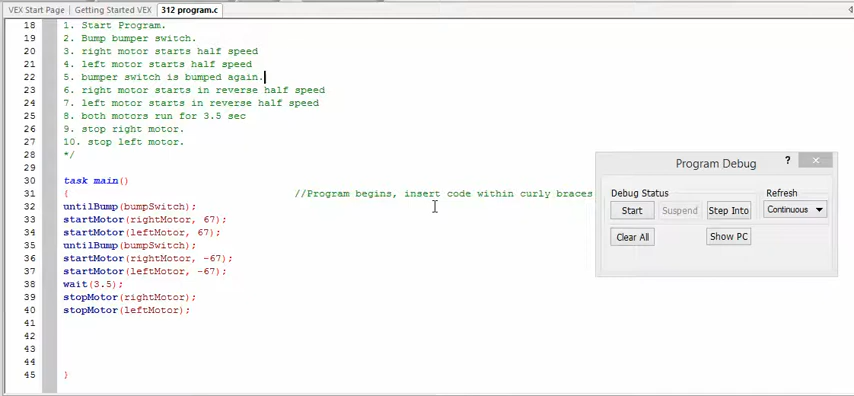 VEX Start Page Getting Started VEX 312 program.c
18 1. Start Program.
19 2. Bump bumper switch.
20 3. right motor starts half speed
21 4. left motor starts half speed
22 5. bumper switch is bumped again.
23 6. right motor starts in reverse half speed
24 7. left motor starts in reverse half speed
25 8. both motors run for 3.5 sec
26 9. stop right motor.
27 10. stop left motor.
28 */
29
30 task main()
31 { //Program begins, insert code within curly braces
32 untilBump(bumpSwitch);
33 startMotor(rightMotor, 67);
34 startMotor(leftMotor, 67);
35 untilBump(bumpSwitch);
36 startMotor(rightMotor, -67);
37 startMotor(leftMotor, -67);
38 wait(3.5);
39 stopMotor(rightMotor);
40 stopMotor(leftMotor);
41
42
43
44
45 }
Program Debug ? ×
Debug Status Refresh
Start Suspend Step Into Continuous
Clear All Show PC